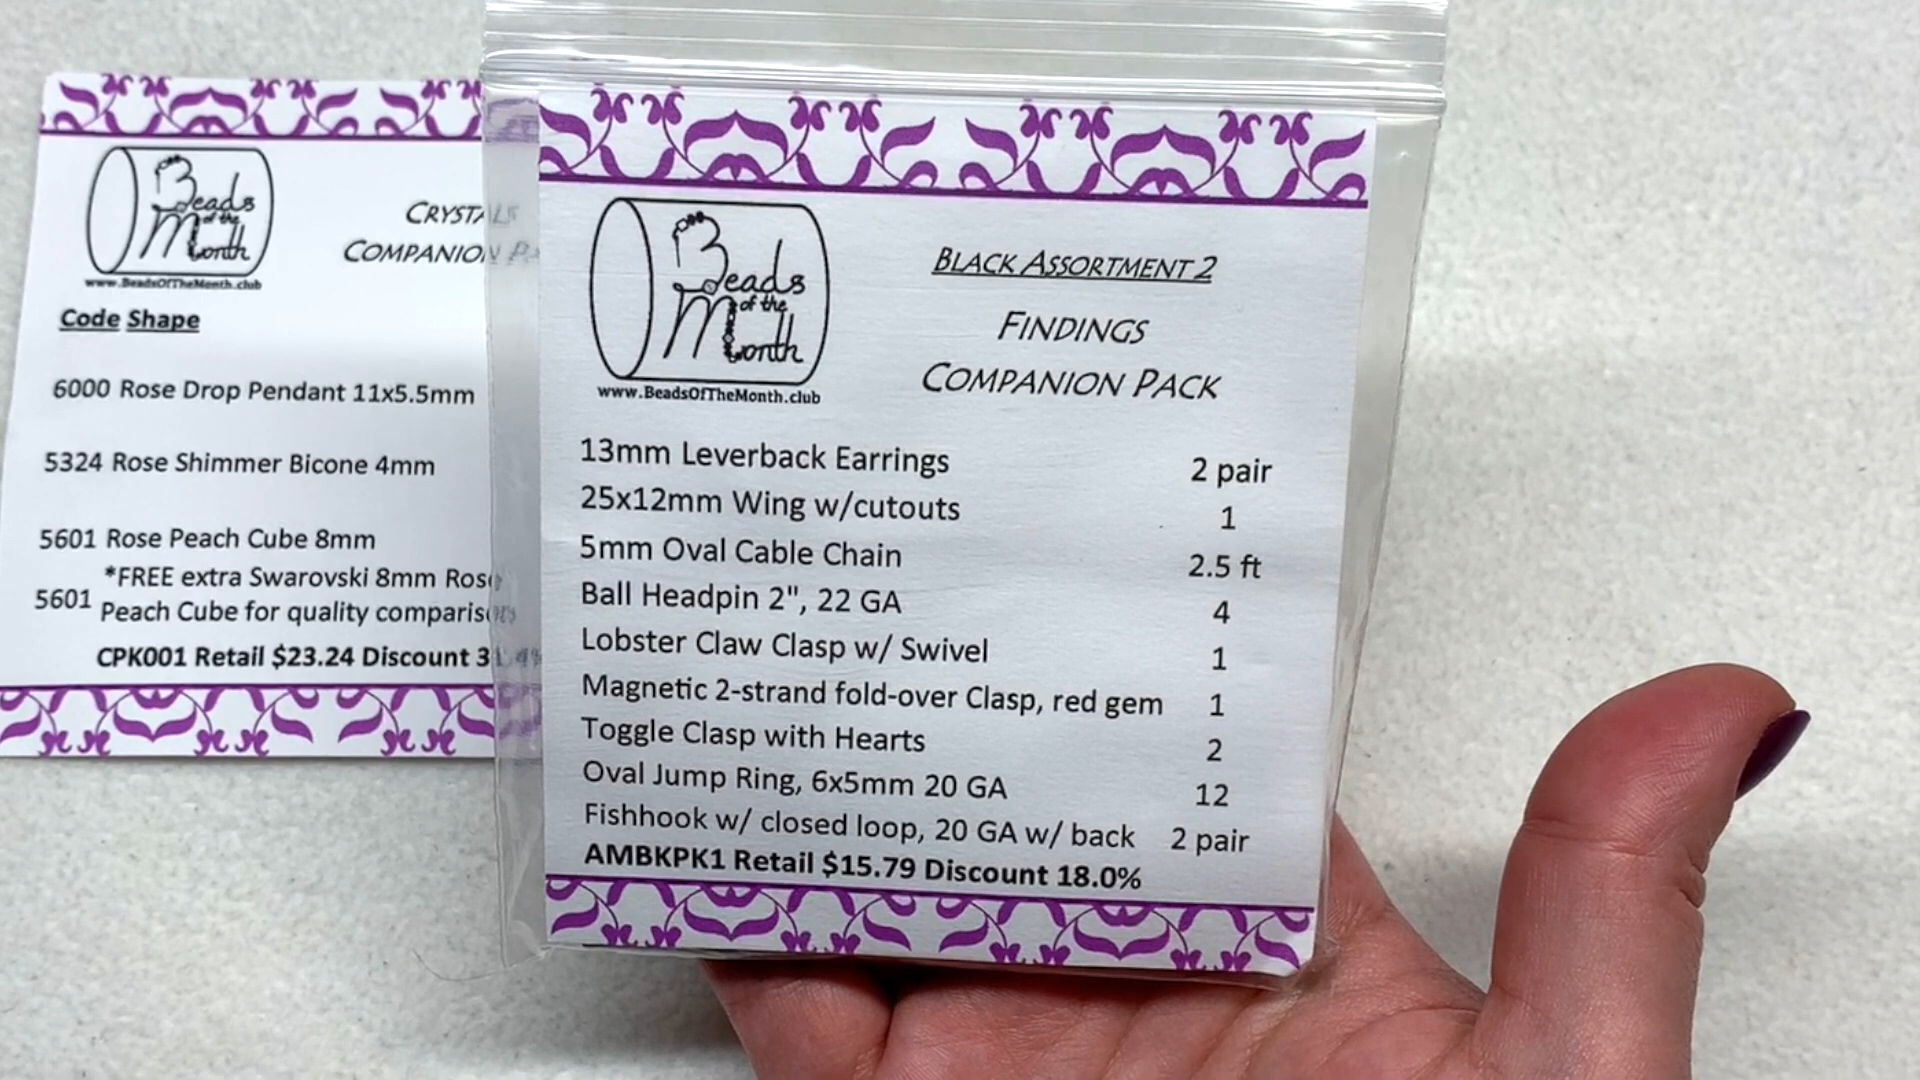 Beads
of the
Month
www.BeadsOfTheMonth.club
CRYSTALS
COMPANION
Code Shape
6000 Rose Drop Pendant 11x5.5mm
5324 Rose Shimmer Bicone 4mm
5601 Rose Peach Cube 8mm
*FREE extra Swarovski 8mm Rose
5601 Peach Cube for quality comparison
CPK001 Retail $23.24 Discount
Beads
of the
Month
www.BeadsOfTheMonth.club
BLACK ASSORTMENT 2
FINDINGS
COMPANION PACK
13mm Leverback Earrings 2 pair
25x12mm Wing w/cutouts 1
5mm Oval Cable Chain 2.5 ft
Ball Headpin 2", 22 GA 4
Lobster Claw Clasp w/ Swivel 1
Magnetic 2-strand fold-over Clasp, red gem 1
Toggle Clasp with Hearts 2
Oval Jump Ring, 6x5mm 20 GA 12
Fishhook w/ closed loop, 20 GA w/ back 2 pair
AMBKPK1 Retail $15.79 Discount 18.0%